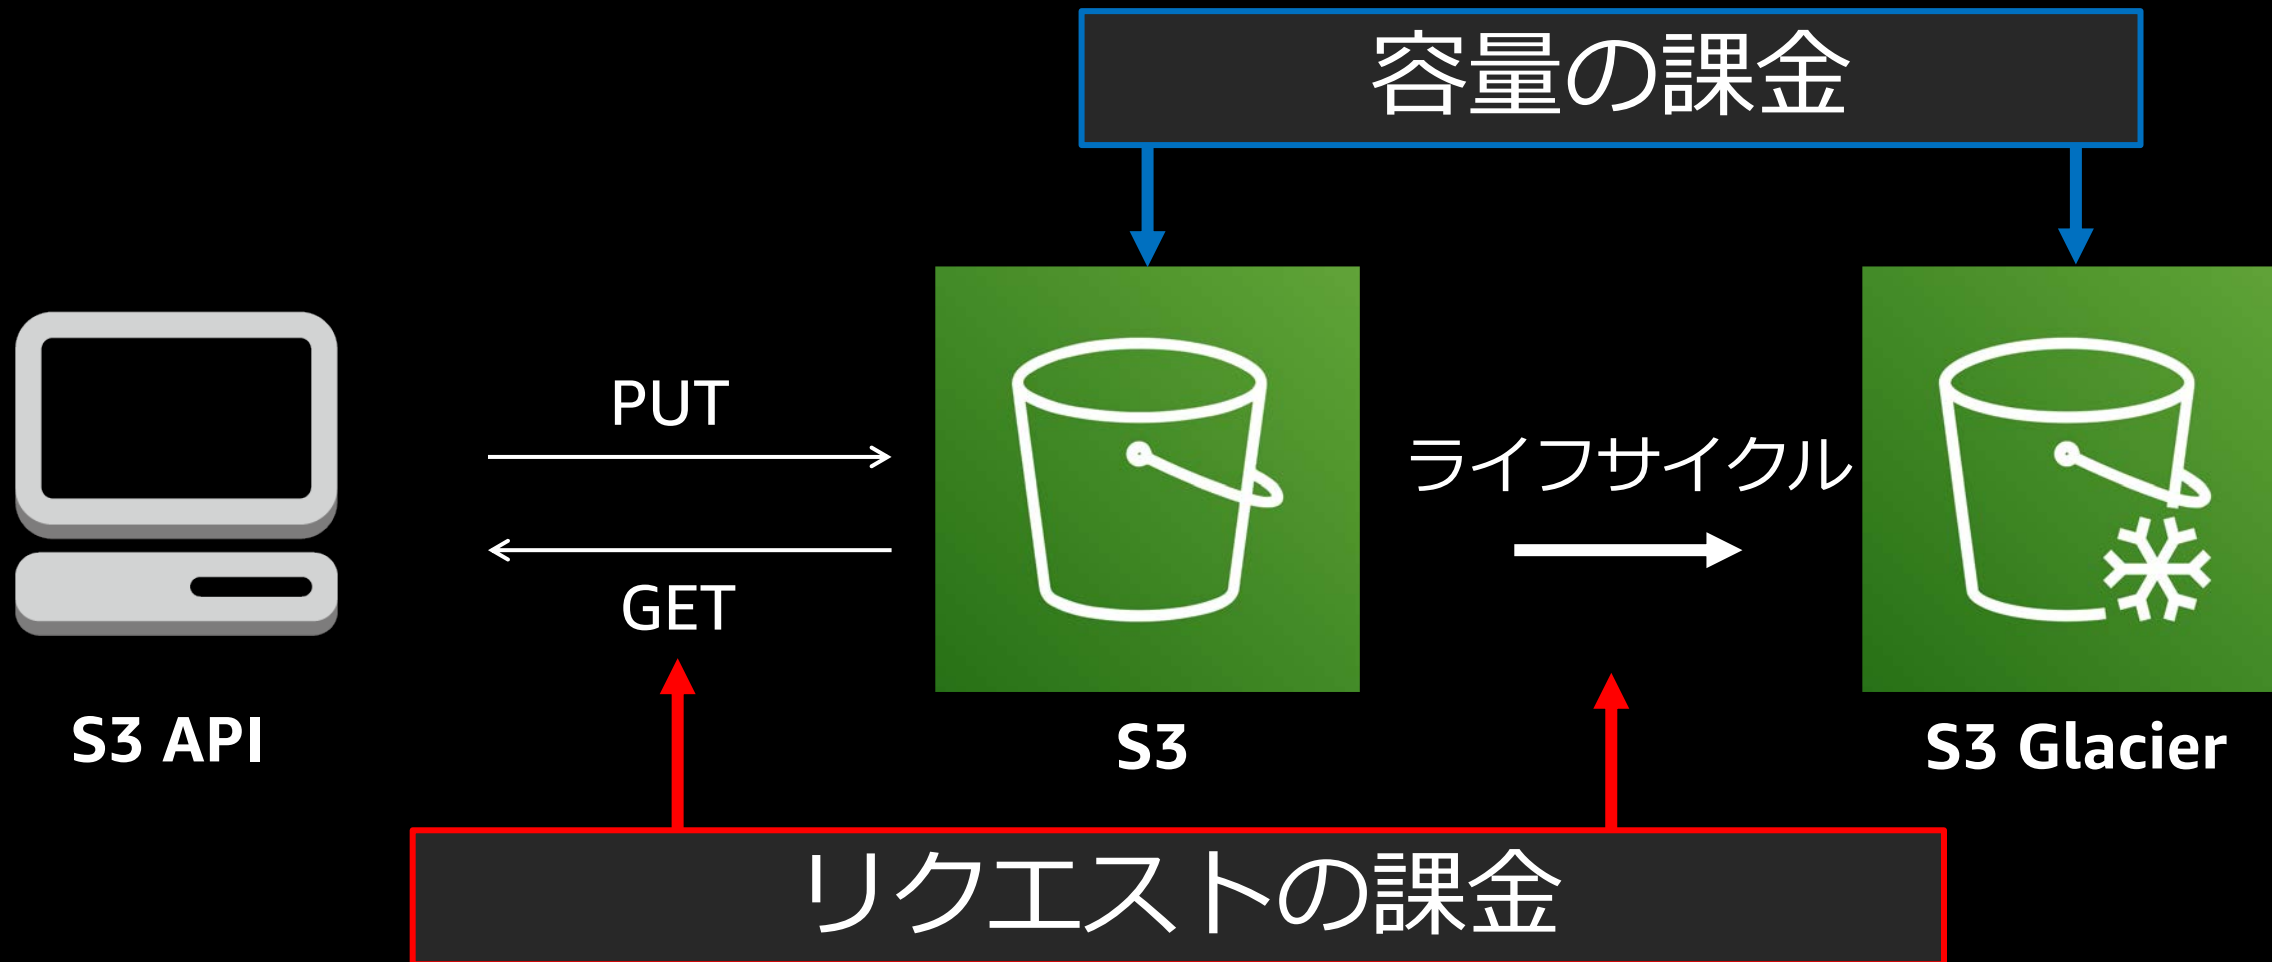 容量の課金
PUT
ライフサイクル
GET
S3 API
S3
S3 Glacier
リクエストの課金